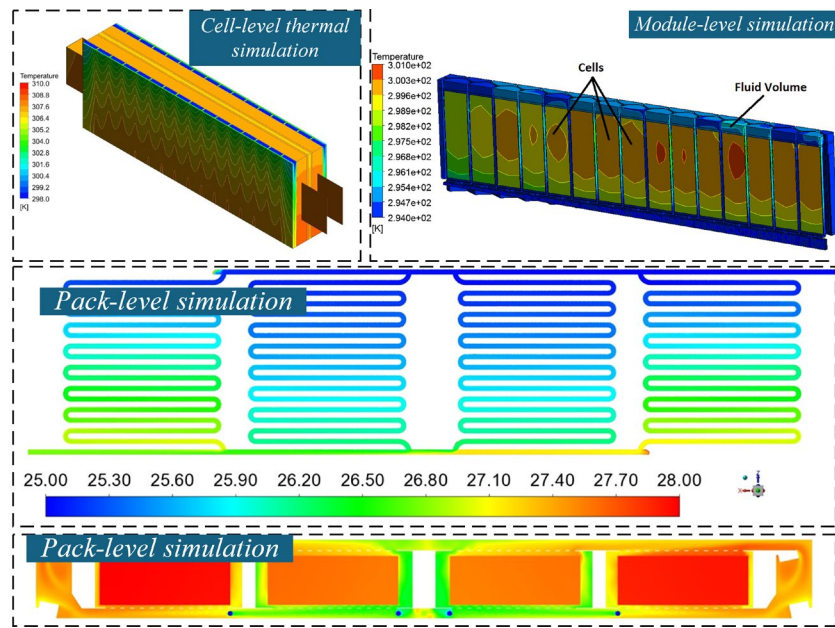 Cell-level thermal
simulation
Temperature
310.0
308.8
307.6
306.4
305.2
304.0
302.8
301.6
300.4
299.2
298.0
[K]
Module-level simulation
Temperature
3.010e+02
3.003e+02
2.996e+02
2.989e+02
2.982e+02
2.975e+02
2.968e+02
2.961e+02
2.954e+02
2.947e+02
2.940e+02
[K]
Cells
Fluid Volume
Pack-level simulation
25.00 25.30 25.90 26.20 26.50 26.80 27.10 27.40 27.70 28.00
Z
X
Pack-level simulation